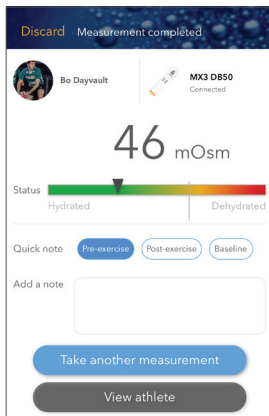 Discard Measurement completed
Bo Dayvault
MX3 DB50
Connected
46 mOsm
Status
Hydrated Dehydrated
Quick note Pre-exercise Post-exercise Baseline
Add a note
Take another measurement
View athlete